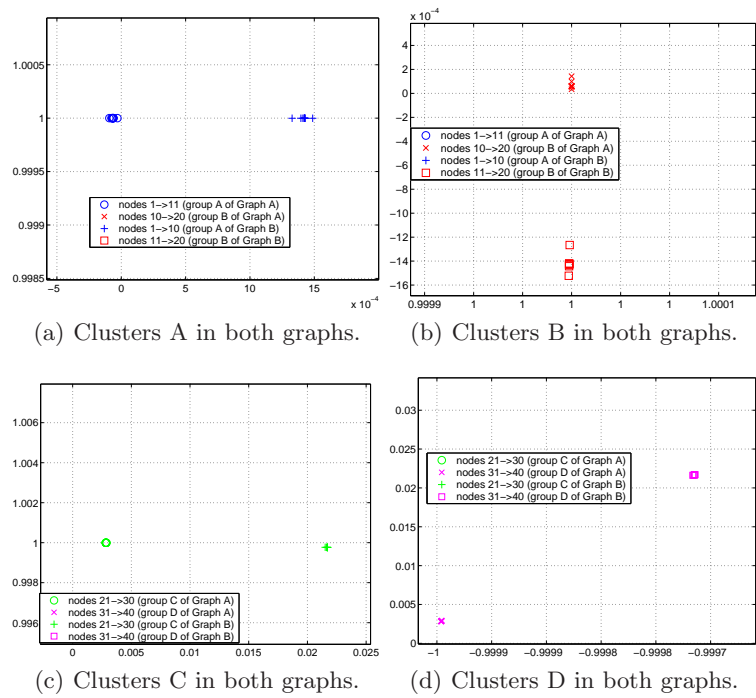 1.0005
1
0.9995
0.999
0.9985
−5
0
5
10
15
x 10⁻⁴
nodes 1−>11 (group A of Graph A)
nodes 10−>20 (group B of Graph A)
nodes 1−>10 (group A of Graph B)
nodes 11−>20 (group B of Graph B)
(a) Clusters A in both graphs.
x 10⁻⁴
4
2
0
−2
−4
−6
−8
−10
−12
−14
−16
0.9999
1
1
1
1
1
1.0001
nodes 1−>11 (group A of Graph A)
nodes 10−>20 (group B of Graph A)
nodes 1−>10 (group A of Graph B)
nodes 11−>20 (group B of Graph B)
(b) Clusters B in both graphs.
1.006
1.004
1.002
1
0.998
0.996
0
0.005
0.01
0.015
0.02
0.025
nodes 21−>30 (group C of Graph A)
nodes 31−>40 (group D of Graph A)
nodes 21−>30 (group C of Graph B)
nodes 31−>40 (group D of Graph B)
(c) Clusters C in both graphs.
0.03
0.025
0.02
0.015
0.01
0.005
0
−1
−0.9999
−0.9999
−0.9998
−0.9998
−0.9997
nodes 21−>30 (group C of Graph A)
nodes 31−>40 (group D of Graph A)
nodes 21−>30 (group C of Graph B)
nodes 31−>40 (group D of Graph B)
(d) Clusters D in both graphs.